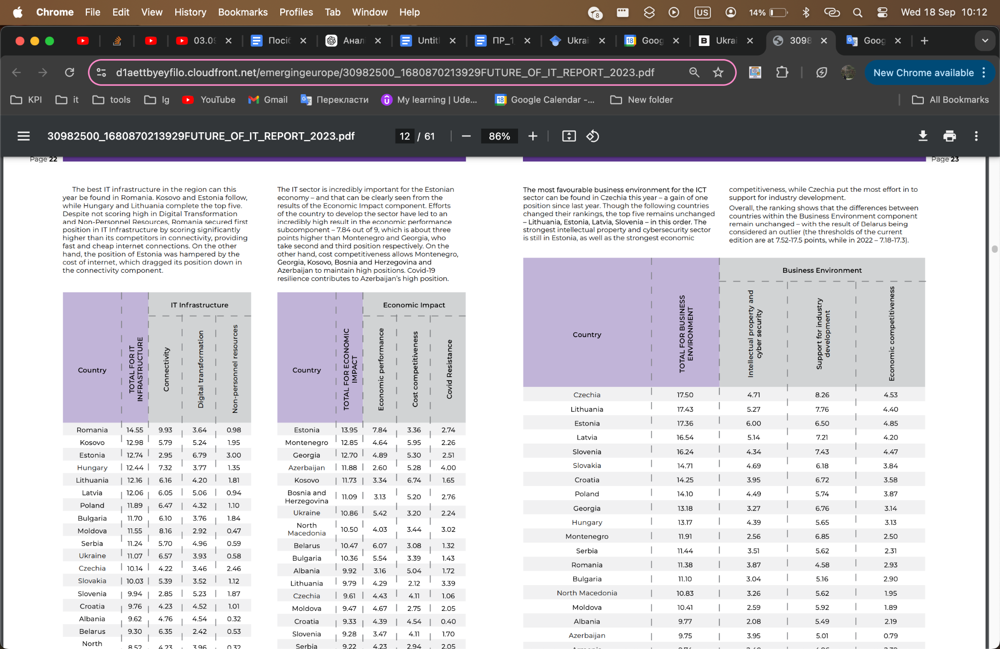 Chrome File Edit View History Bookmarks Profiles Tab Window Help 8 US 14% Wed 18 Sep 10:12
03.09 Посіб Анал Untitl ПР_1_ Ukrai 18 Goog B Ukrai 3098 Goog
d1aettbyeyfilo.cloudfront.net/emergingeurope/30982500_1680870213929FUTURE_OF_IT_REPORT_2023.pdf New Chrome available
KPI it tools lg YouTube Gmail Перекласти My learning | Ude... 18 Google Calendar -... New folder All Bookmarks
30982500_1680870213929FUTURE_OF_IT_REPORT_2023.pdf 12 / 61 86%
Page 22
The best IT infrastructure in the region can this
year be found in Romania. Kosovo and Estonia follow,
while Hungary and Lithuania complete the top five.
Despite not scoring high in Digital Transformation
and Non-Personnel Resources, Romania secured first
position in IT Infrastructure by scoring significantly
higher than its competitors in connectivity, providing
fast and cheap internet connections. On the other
hand, the position of Estonia was hampered by the
cost of internet, which dragged its position down in
the connectivity component.
The IT sector is incredibly important for the Estonian
economy – and that can be clearly seen from the
results of the Economic Impact component. Efforts
of the country to develop the sector have led to an
incredibly high result in the economic performance
subcomponent – 7.84 out of 9, which is about three
points higher than Montenegro and Georgia, who
take second and third position respectively. On the
other hand, cost competitiveness allows Montenegro,
Georgia, Kosovo, Bosnia and Herzegovina and
Azerbaijan to maintain high positions. Covid-19
resilience contributes to Azerbaijan's high position.
Country TOTAL FOR IT INFRASTRUCTURE IT Infrastructure
Connectivity Digital transformation Non-personnel resources
Romania 14.55 9.93 3.64 0.98
Kosovo 12.98 5.79 5.24 1.95
Estonia 12.74 2.95 6.79 3.00
Hungary 12.44 7.32 3.77 1.35
Lithuania 12.16 6.16 4.20 1.81
Latvia 12.06 6.05 5.06 0.94
Poland 11.89 6.47 4.32 1.10
Bulgaria 11.70 6.10 3.76 1.84
Moldova 11.55 8.16 2.92 0.47
Serbia 11.24 5.70 4.96 0.59
Ukraine 11.07 6.57 3.93 0.58
Czechia 10.14 4.22 3.46 2.46
Slovakia 10.03 5.39 3.52 1.12
Slovenia 9.94 2.85 5.23 1.87
Croatia 9.76 4.23 4.52 1.01
Albania 9.62 4.76 4.54 0.32
Belarus 9.30 6.35 2.42 0.53
North 8.52 4.23 3.96 0.32
Country TOTAL FOR ECONOMIC IMPACT Economic Impact
Economic performance Cost competitiveness Covid Resistance
Estonia 13.95 7.84 3.36 2.74
Montenegro 12.85 4.64 5.95 2.26
Georgia 12.70 4.89 5.30 2.51
Azerbaijan 11.88 2.60 5.28 4.00
Kosovo 11.73 3.34 6.74 1.65
Bosnia and
Herzegovina 11.09 3.13 5.20 2.76
Ukraine 10.86 5.42 3.20 2.24
North
Macedonia 10.50 4.03 3.44 3.02
Belarus 10.47 6.07 3.08 1.32
Bulgaria 10.36 5.54 3.39 1.43
Albania 9.92 3.16 5.04 1.72
Lithuania 9.79 4.29 2.12 3.39
Czechia 9.61 4.43 4.11 1.06
Moldova 9.47 4.67 2.75 2.05
Croatia 9.33 4.39 4.54 0.40
Slovenia 9.28 3.47 4.11 1.70
Serbia 9.22 4.23 2.94 2.05
Page 23
The most favourable business environment for the ICT
sector can be found in Czechia this year – a gain of one
position since last year. Though the following countries
changed their rankings, the top five remains unchanged
– Lithuania, Estonia, Latvia, Slovenia – in this order. The
strongest intellectual property and cybersecurity sector
is still in Estonia, as well as the strongest economic
competitiveness, while Czechia put the most effort in to
support for industry development.
Overall, the ranking shows that the differences between
countries within the Business Environment component
remain unchanged – with the result of Belarus being
considered an outlier (the thresholds of the current
edition are at 7.52-17.5 points, while in 2022 – 7.18-17.3).
Country TOTAL FOR BUSINESS ENVIRONMENT Business Environment
Intellectual property and cyber security Support for industry development Economic competitiveness
Czechia 17.50 4.71 8.26 4.53
Lithuania 17.43 5.27 7.76 4.40
Estonia 17.36 6.00 6.50 4.85
Latvia 16.54 5.14 7.21 4.20
Slovenia 16.24 4.34 7.43 4.47
Slovakia 14.71 4.69 6.18 3.84
Croatia 14.25 3.95 6.72 3.58
Poland 14.10 4.49 5.74 3.87
Georgia 13.18 3.27 6.76 3.14
Hungary 13.17 4.39 5.65 3.13
Montenegro 11.91 2.56 6.85 2.50
Serbia 11.44 3.51 5.62 2.31
Romania 11.38 3.87 4.58 2.93
Bulgaria 11.10 3.04 5.16 2.90
North Macedonia 10.83 3.26 5.62 1.95
Moldova 10.41 2.59 5.92 1.89
Albania 9.77 2.08 5.49 2.19
Azerbaijan 9.75 3.95 5.01 0.79